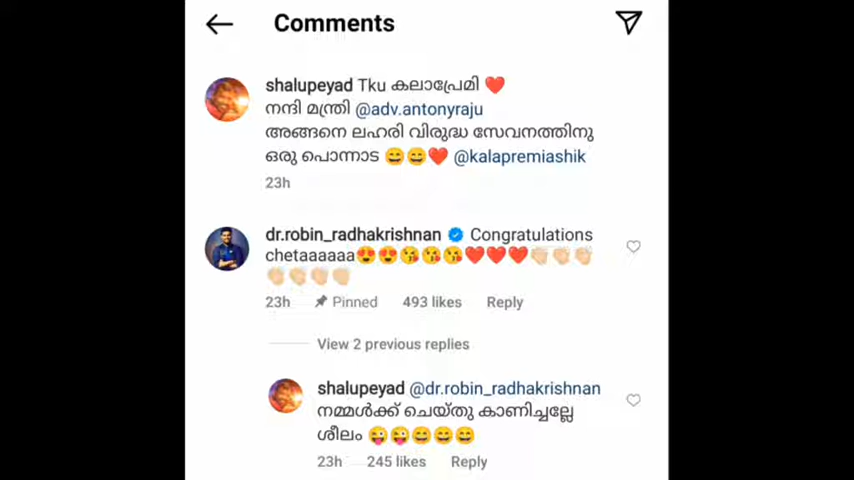 Comments
shalupeyad Tku കലാപ്രേമി ❤️
നന്ദി മന്ത്രി @adv.antonyraju
അങ്ങനെ ലഹരി വിരുദ്ധ സേവനത്തിനു
ഒരു പൊന്നാട 😄😄❤️ @kalapremiashik
23h
dr.robin_radhakrishnan Congratulations
chetaaaaaa😍😍😘😘😘❤️❤️❤️👏🏻👏🏻👏🏻
👏🏻👏🏻👏🏻👏🏻
23h Pinned 493 likes Reply
View 2 previous replies
shalupeyad @dr.robin_radhakrishnan
നമ്മൾക്ക് ചെയ്തു കാണിച്ചല്ലേ
ശീലം 😜😜😄😄😄
23h 245 likes Reply